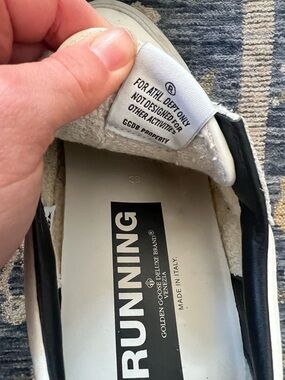 ®
FOR ATHL. DEPT ONLY
NOT DESIGNED FOR
OTHER ACTIVITIES
GGDB PROPERTY
RUNNING
GOLDEN GOOSE DELUXE BRAND®
VENEZIA
MADE IN ITALY.